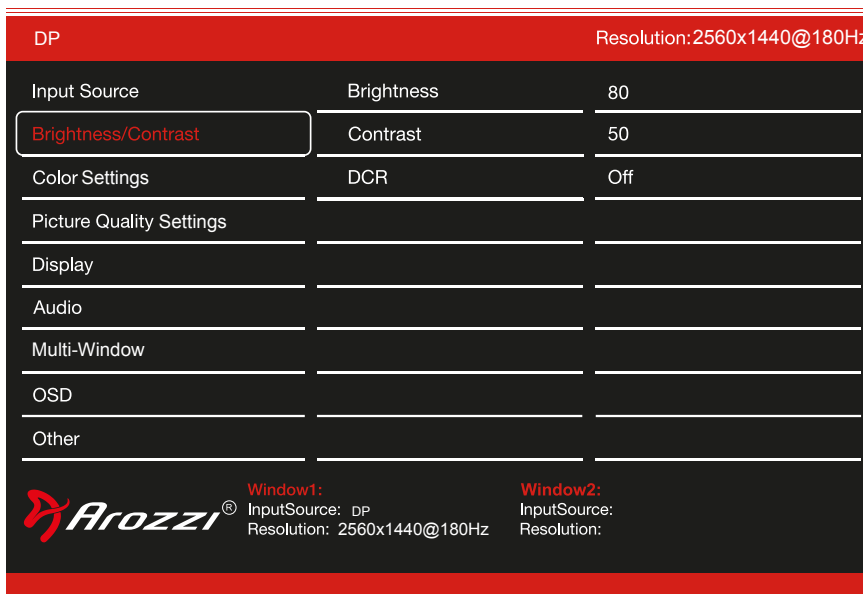 DP Resolution:2560x1440@180Hz
Input Source Brightness 80
Brightness/Contrast Contrast 50
Color Settings DCR Off
Picture Quality Settings
Display
Audio
Multi-Window
OSD
Other
Arozzi®
Window1: Window2:
InputSource: DP InputSource:
Resolution: 2560x1440@180Hz Resolution: